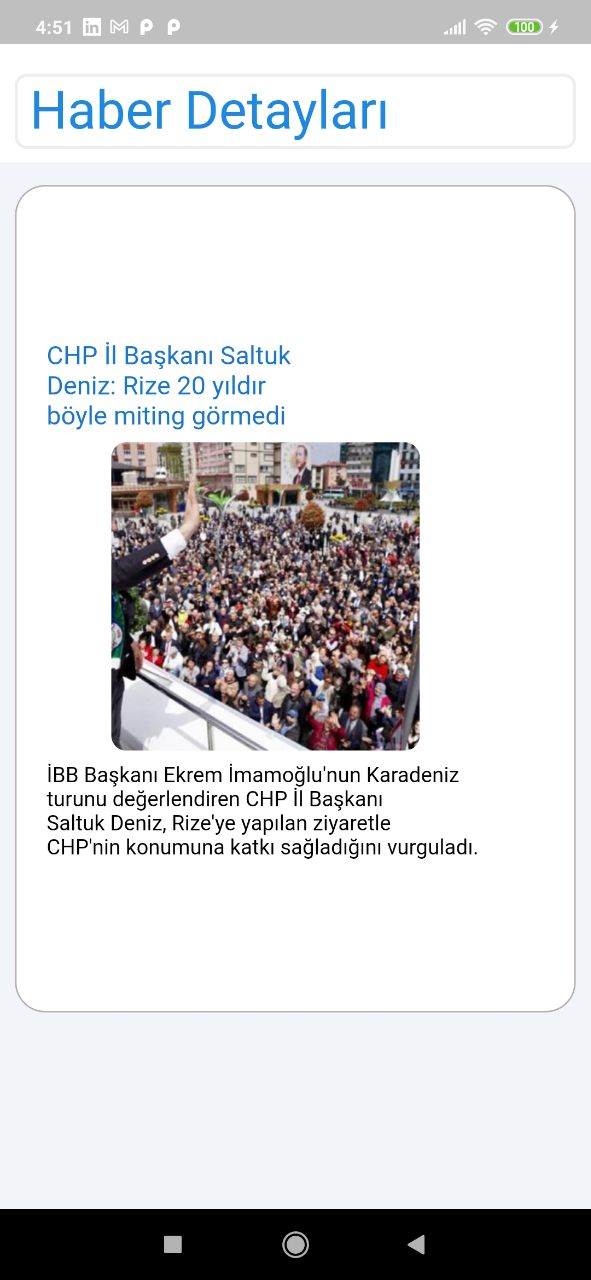 4:51
100
Haber Detayları
CHP İl Başkanı Saltuk
Deniz: Rize 20 yıldır
böyle miting görmedi
İBB Başkanı Ekrem İmamoğlu'nun Karadeniz
turunu değerlendiren CHP İl Başkanı
Saltuk Deniz, Rize'ye yapılan ziyaretle
CHP'nin konumuna katkı sağladığını vurguladı.